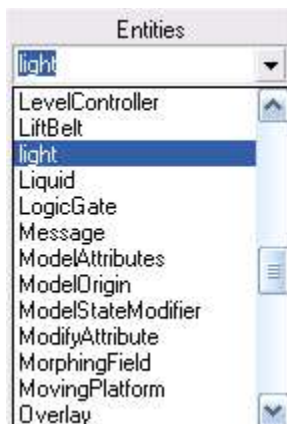 Entities
light
LevelController
LiftBelt
light
Liquid
LogicGate
Message
ModelAttributes
ModelOrigin
ModelStateModifier
ModifyAttribute
MorphingField
MovingPlatform
Overlay